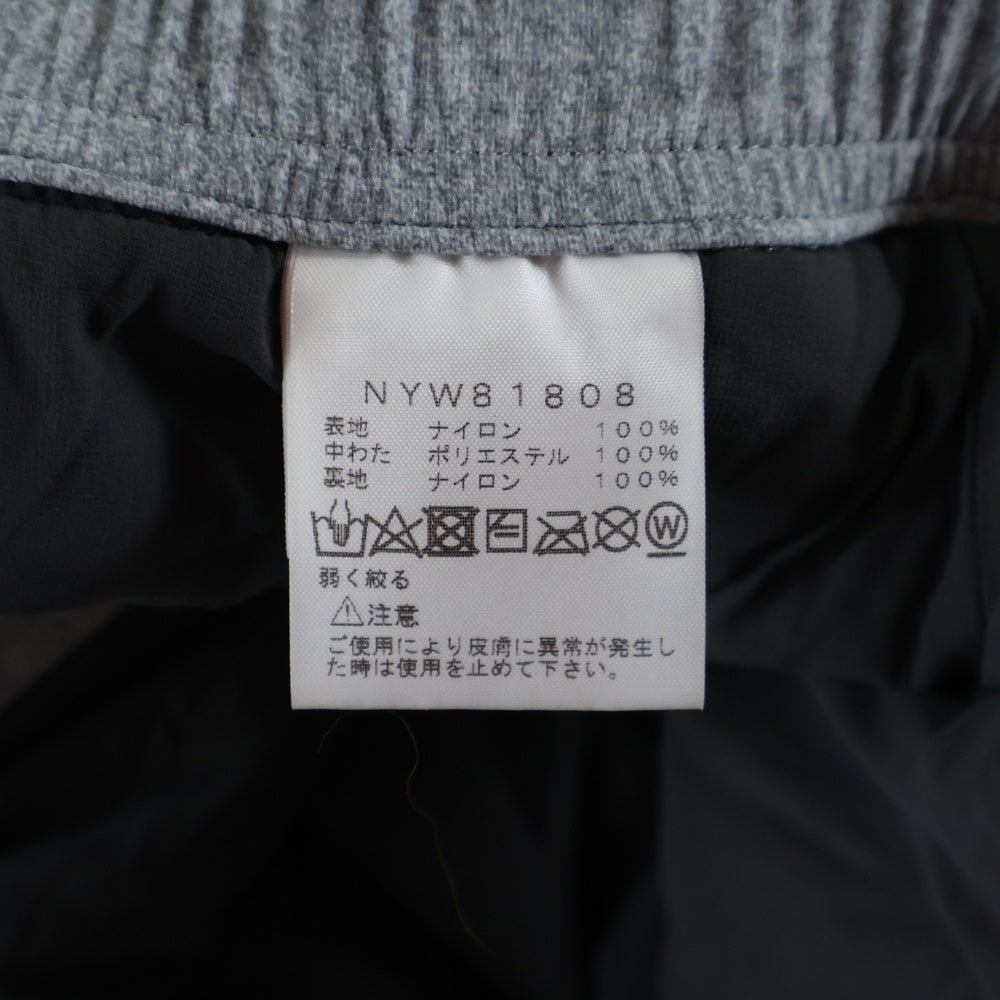 NYW81808
表地 ナイロン 100%
中わた ポリエステル 100%
裏地 ナイロン 100%
W
弱く絞る
注意
ご使用により皮膚に異常が発生し
た時は使用を止めて下さい。